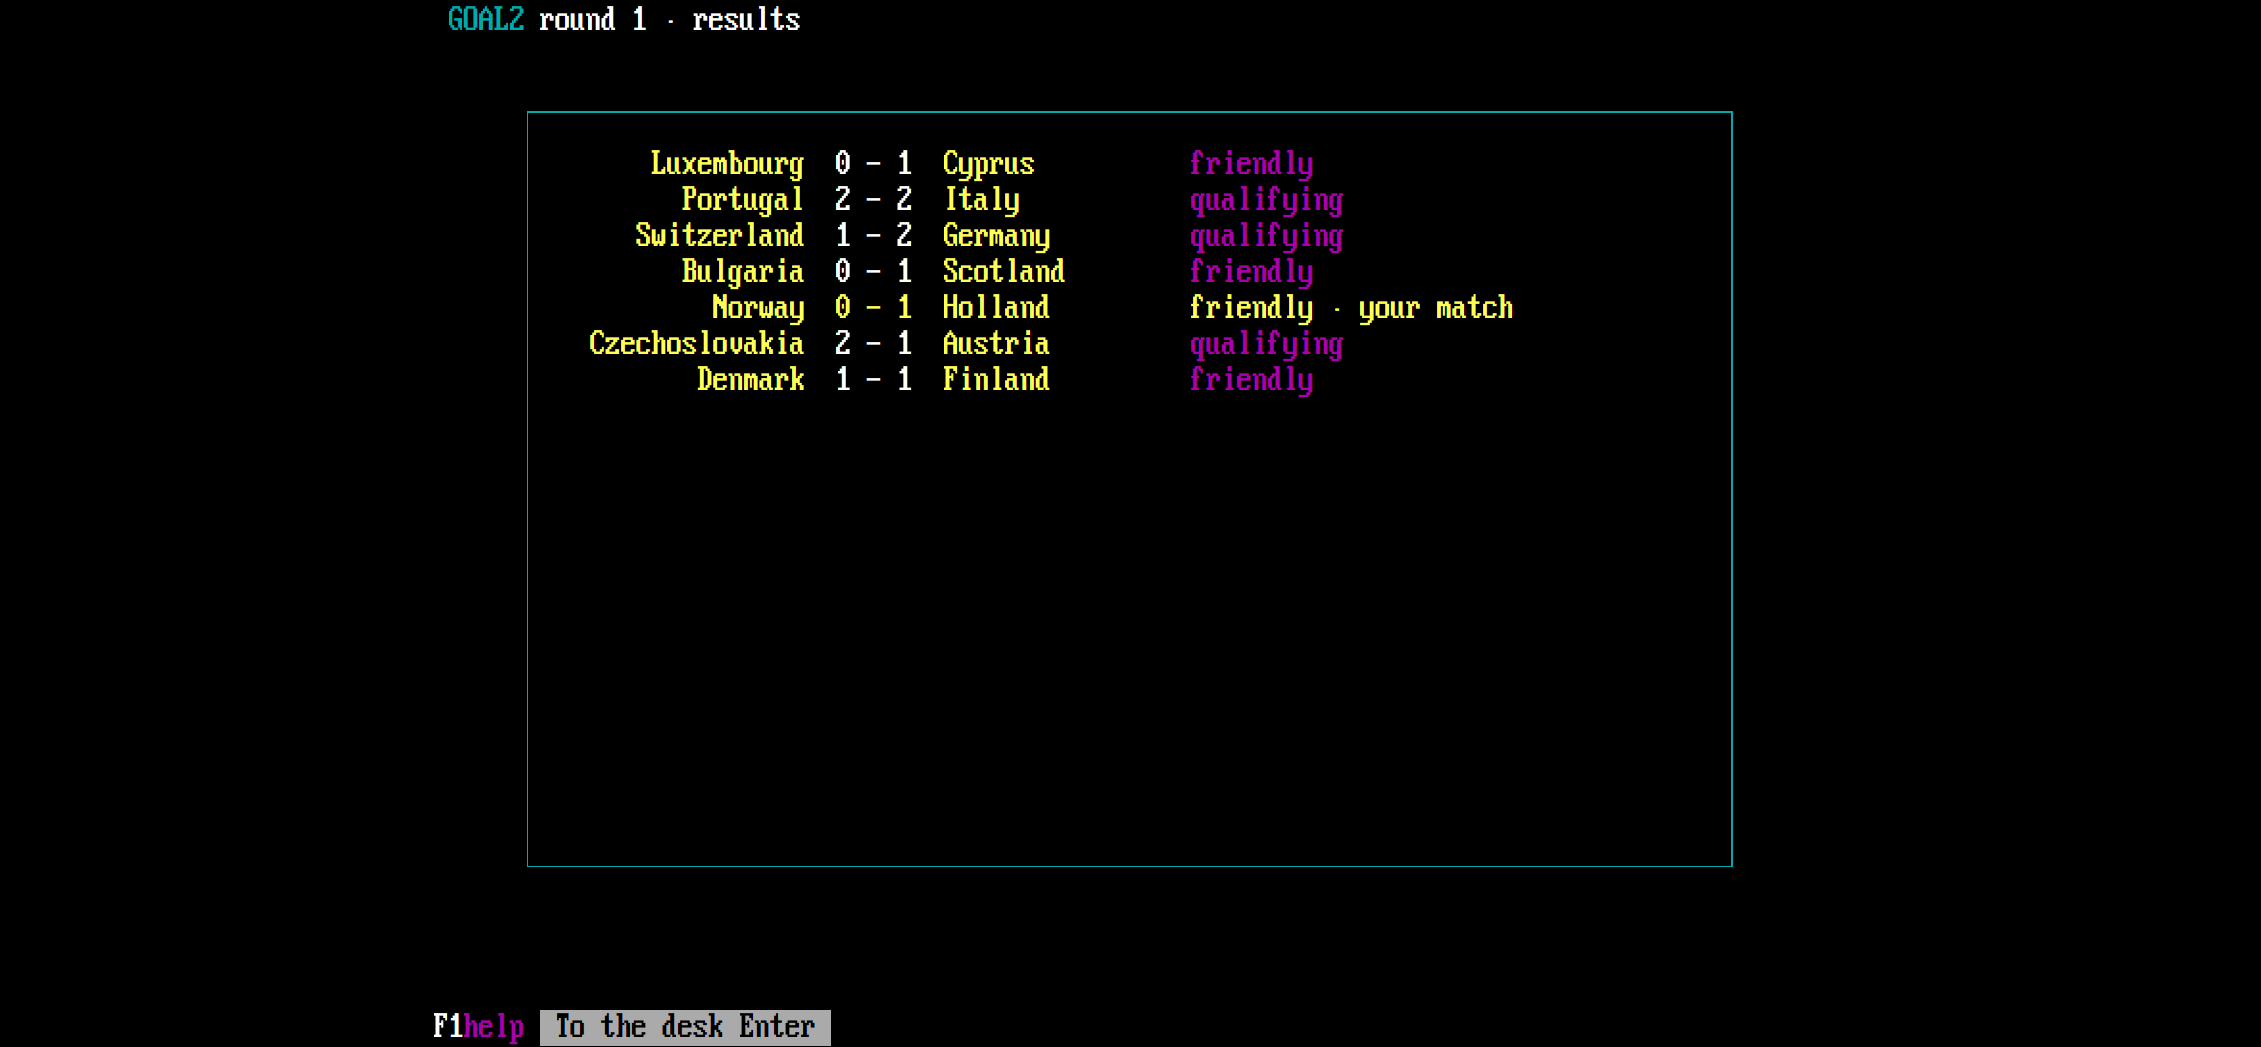 GOAL2 round 1 · results
Luxembourg 0 - 1 Cyprus friendly
Portugal 2 - 2 Italy qualifying
Switzerland 1 - 2 Germany qualifying
Bulgaria 0 - 1 Scotland friendly
Norway 0 - 1 Holland friendly · your match
Czechoslovakia 2 - 1 Austria qualifying
Denmark 1 - 1 Finland friendly
F1help To the desk Enter